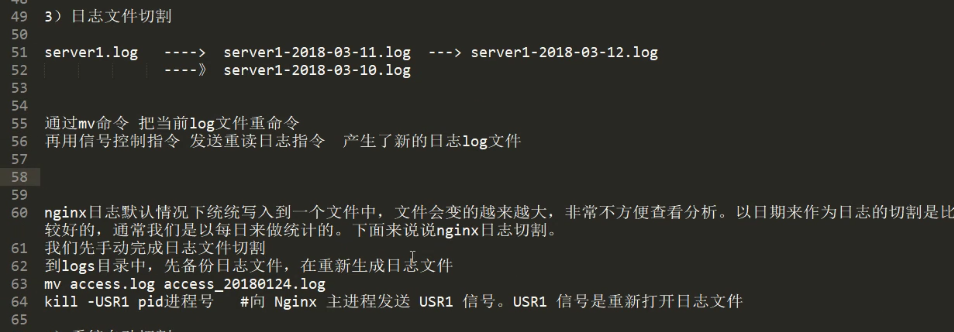 49 3）日志文件切割
50
51 server1.log ----> server1-2018-03-11.log ---> server1-2018-03-12.log
52 ----》 server1-2018-03-10.log
53
54
55 通过mv命令 把当前log文件重命令
56 再用信号控制指令 发送重读日志指令 产生了新的日志log文件
57
58
59
60 nginx日志默认情况下统统写入到一个文件中，文件会变的越来越大，非常不方便查看分析。以日期来作为日志的切割是比
较好的，通常我们是以每日来做统计的。下面来说说nginx日志切割。
61 我们先手动完成日志文件切割
62 到logs目录中，先备份日志文件，在重新生成日志文件
63 mv access.log access_20180124.log
64 kill -USR1 pid进程号 #向 Nginx 主进程发送 USR1 信号。USR1 信号是重新打开日志文件
65